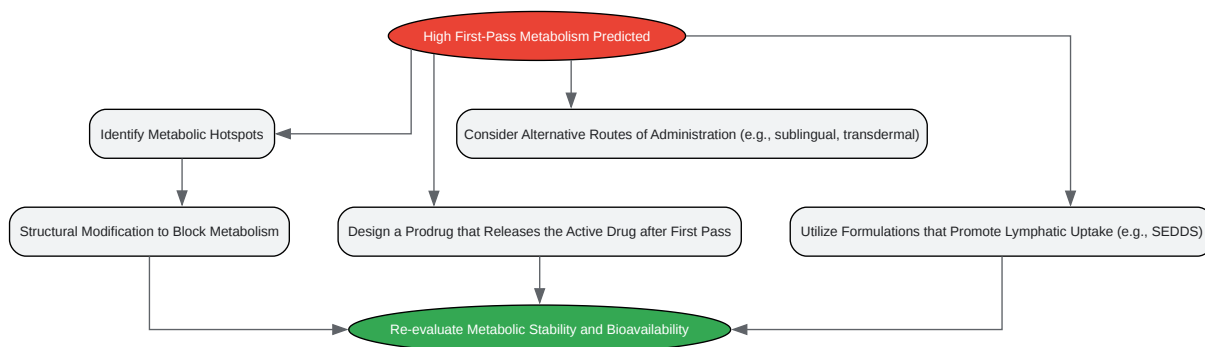 High First-Pass Metabolism Predicted
Identify Metabolic Hotspots
Consider Alternative Routes of Administration (e.g., sublingual, transdermal)
Structural Modification to Block Metabolism
Design a Prodrug that Releases the Active Drug after First Pass
Utilize Formulations that Promote Lymphatic Uptake (e.g., SEDDS)
Re-evaluate Metabolic Stability and Bioavailability